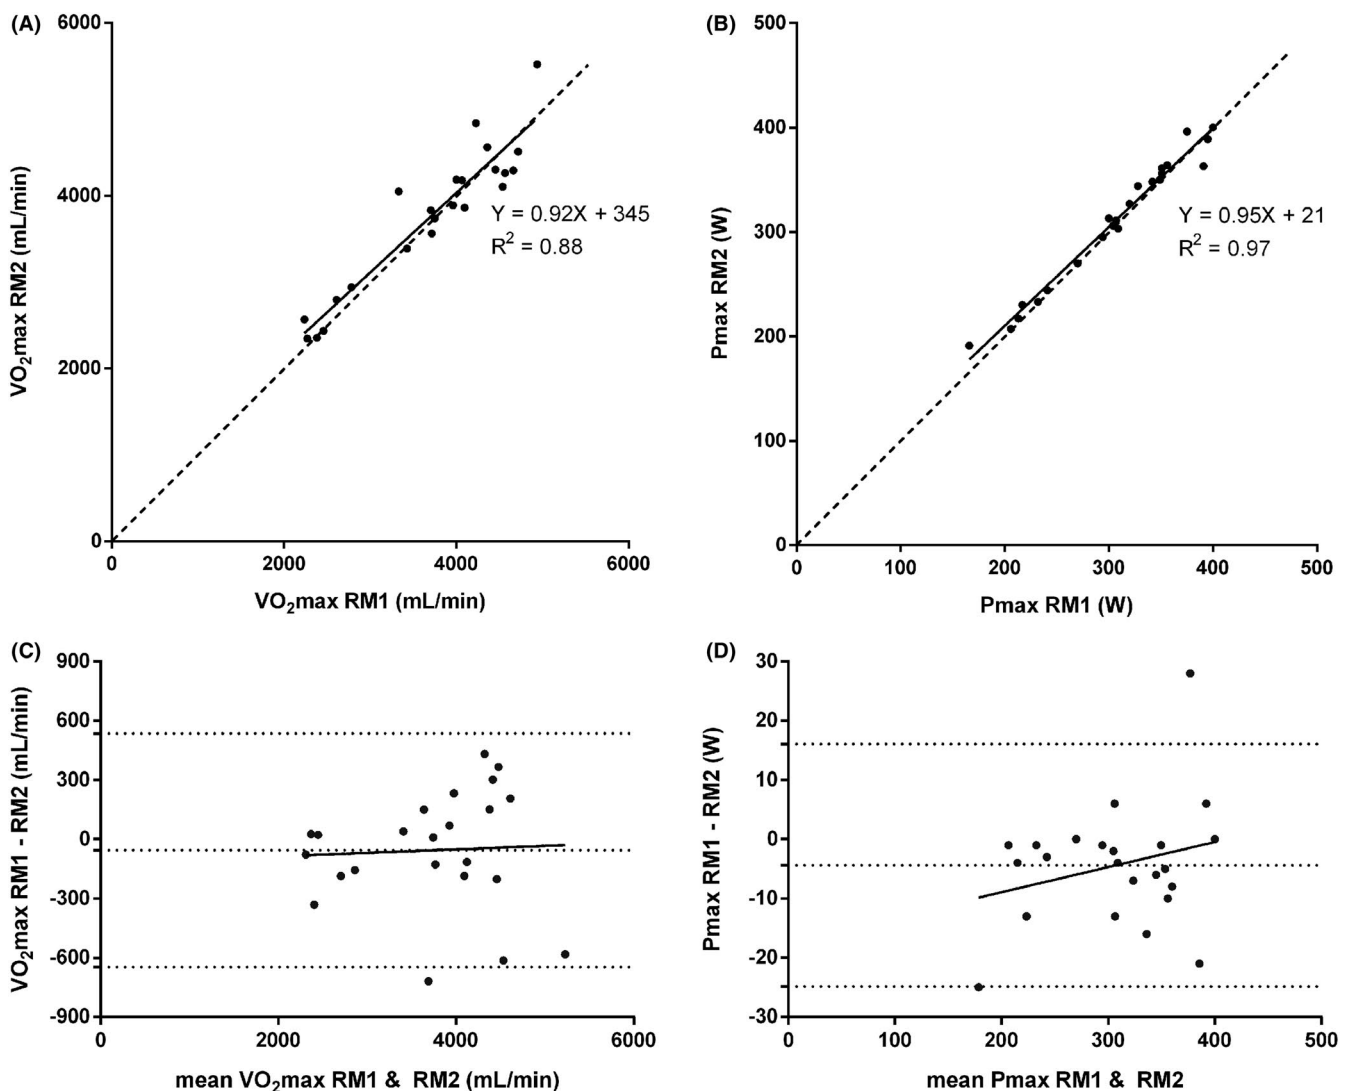 (A)
6000
4000
2000
0
VO2max RM2 (mL/min)
Y = 0.92X + 345
R2 = 0.88
0 2000 4000 6000
VO2max RM1 (mL/min)
(B)
500
400
300
200
100
0
Pmax RM2 (W)
Y = 0.95X + 21
R2 = 0.97
0 100 200 300 400 500
Pmax RM1 (W)
(C)
900
600
300
0
-300
-600
-900
VO2max RM1 - RM2 (mL/min)
0 2000 4000 6000
mean VO2max RM1 & RM2 (mL/min)
(D)
30
20
10
0
-10
-20
-30
Pmax RM1 - RM2 (W)
0 100 200 300 400 500
mean Pmax RM1 & RM2